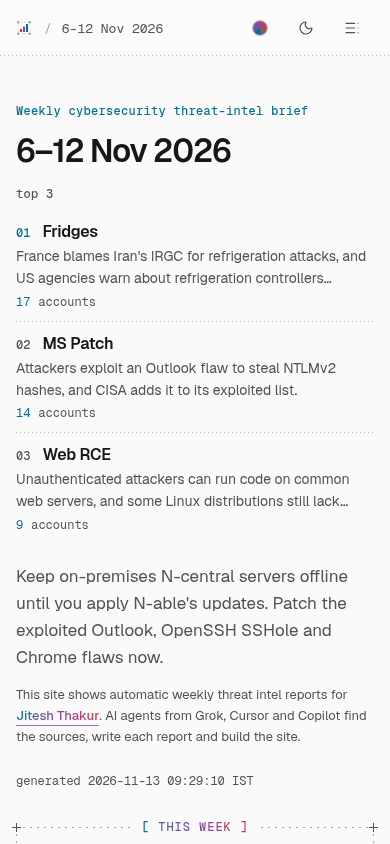 / 6–12 Nov 2026
Weekly cybersecurity threat-intel brief
6–12 Nov 2026
top 3
01 Fridges
France blames Iran's IRGC for refrigeration attacks, and
US agencies warn about refrigeration controllers…
17 accounts
02 MS Patch
Attackers exploit an Outlook flaw to steal NTLMv2
hashes, and CISA adds it to its exploited list.
14 accounts
03 Web RCE
Unauthenticated attackers can run code on common
web servers, and some Linux distributions still lack…
9 accounts
Keep on-premises N-central servers offline
until you apply N-able's updates. Patch the
exploited Outlook, OpenSSH SSHole and
Chrome flaws now.
This site shows automatic weekly threat intel reports for
Jitesh Thakur. AI agents from Grok, Cursor and Copilot find
the sources, write each report and build the site.
generated 2026-11-13 09:29:10 IST
[ THIS WEEK ]